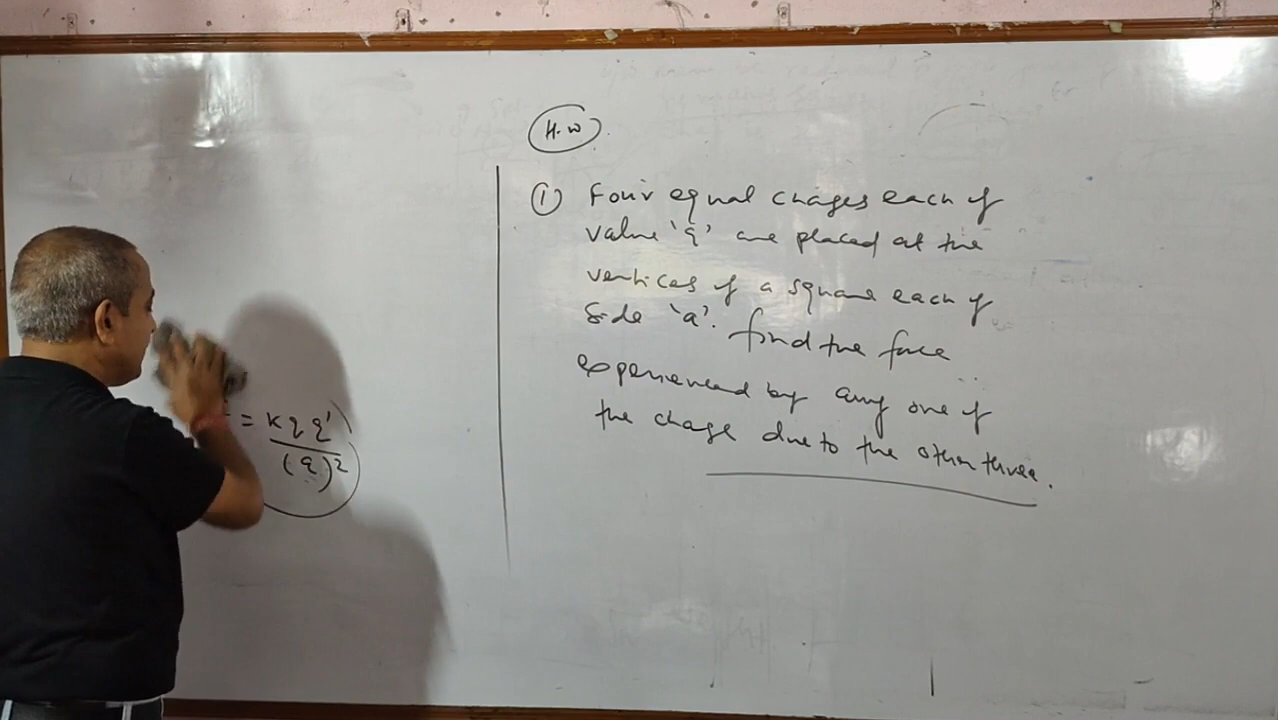 H.W
① Four equal charges each of
value 'q' are placed at the
vertices of a square each of
side 'a'. find the force
experienced by any one of
the charge due to the other three.
= K q q'
(a)²